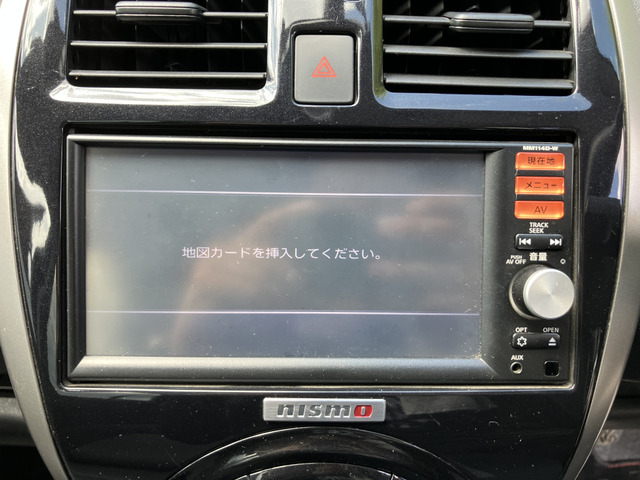 MM114D-W
現在地
メニュー
AV
TRACK
SEEK
地図カードを挿入してください。
PUSH
AV OFF
音量
OPT
OPEN
AUX
nismo